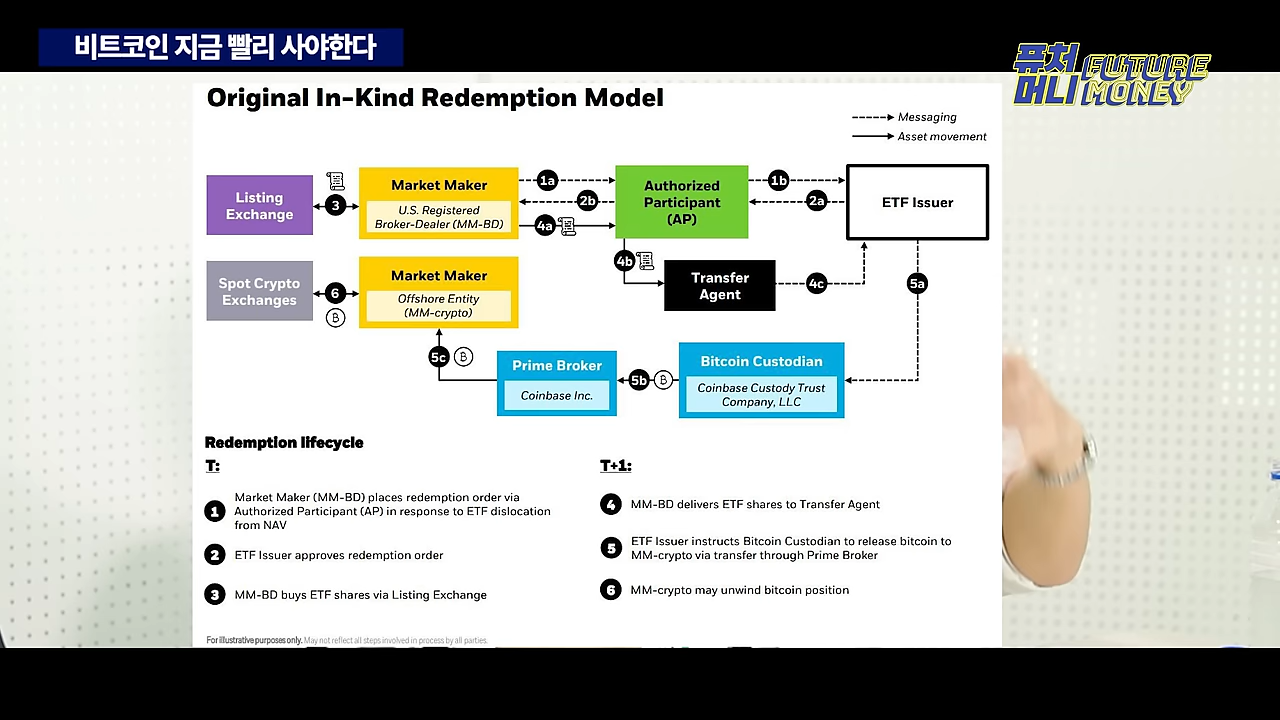 비트코인 지금 빨리 사야한다
퓨처
머니
FUTURE
MONEY
Original In-Kind Redemption Model
Messaging
Asset movement
Listing
Exchange
3
Market Maker
U.S. Registered
Broker-Dealer (MM-BD)
1a
2b
4a
Authorized
Participant
(AP)
1b
2a
ETF Issuer
Spot Crypto
Exchanges
6
B
Market Maker
Offshore Entity
(MM-crypto)
4b
Transfer
Agent
4c
5a
5c
B
Prime Broker
Coinbase Inc.
5b
B
Bitcoin Custodian
Coinbase Custody Trust
Company, LLC
Redemption lifecycle
T:
1
Market Maker (MM-BD) places redemption order via
Authorized Participant (AP) in response to ETF dislocation
from NAV
2 ETF Issuer approves redemption order
3 MM-BD buys ETF shares via Listing Exchange
T+1:
4 MM-BD delivers ETF shares to Transfer Agent
5
ETF Issuer instructs Bitcoin Custodian to release bitcoin to
MM-crypto via transfer through Prime Broker
6 MM-crypto may unwind bitcoin position
For illustrative purposes only. May not reflect all steps involved in process by all parties.